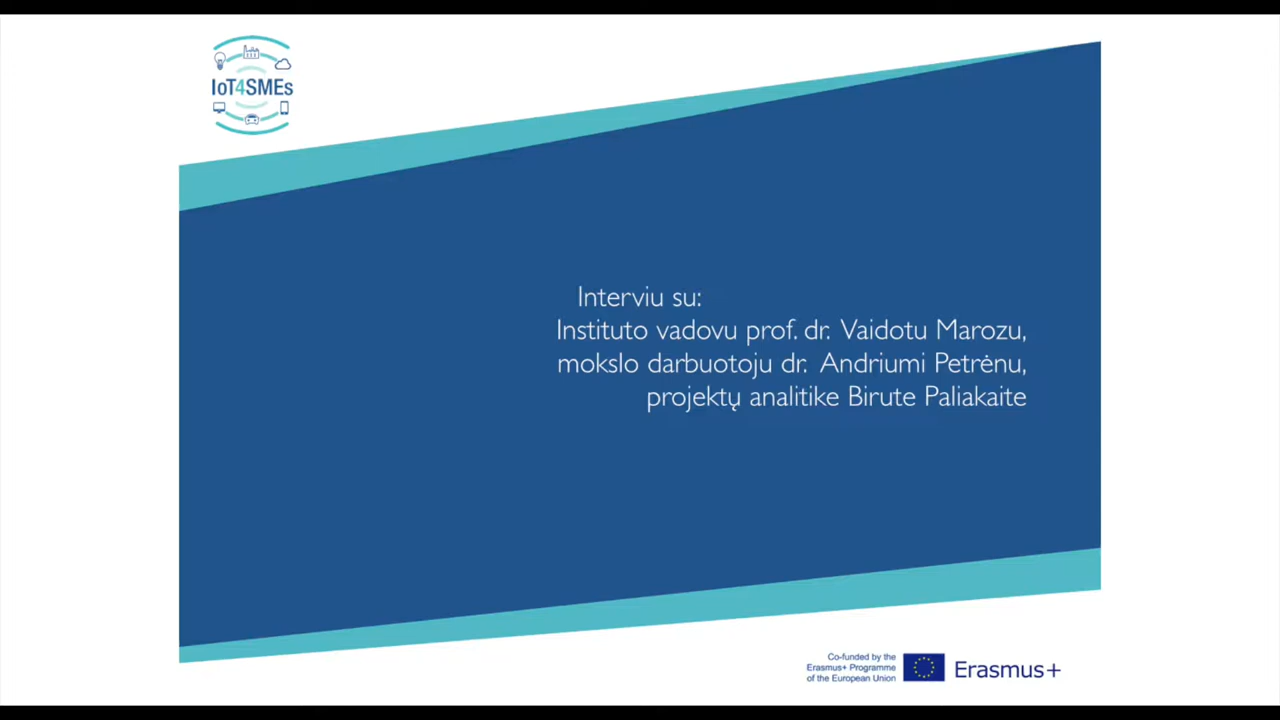 IoT4SMEs
Interviu su:
Instituto vadovu prof. dr. Vaidotu Marozu,
mokslo darbuotoju dr. Andriumi Petrėnu,
projektų analitike Birute Paliakaite
Co-funded by the
Erasmus+ Programme
of the European Union
Erasmus+